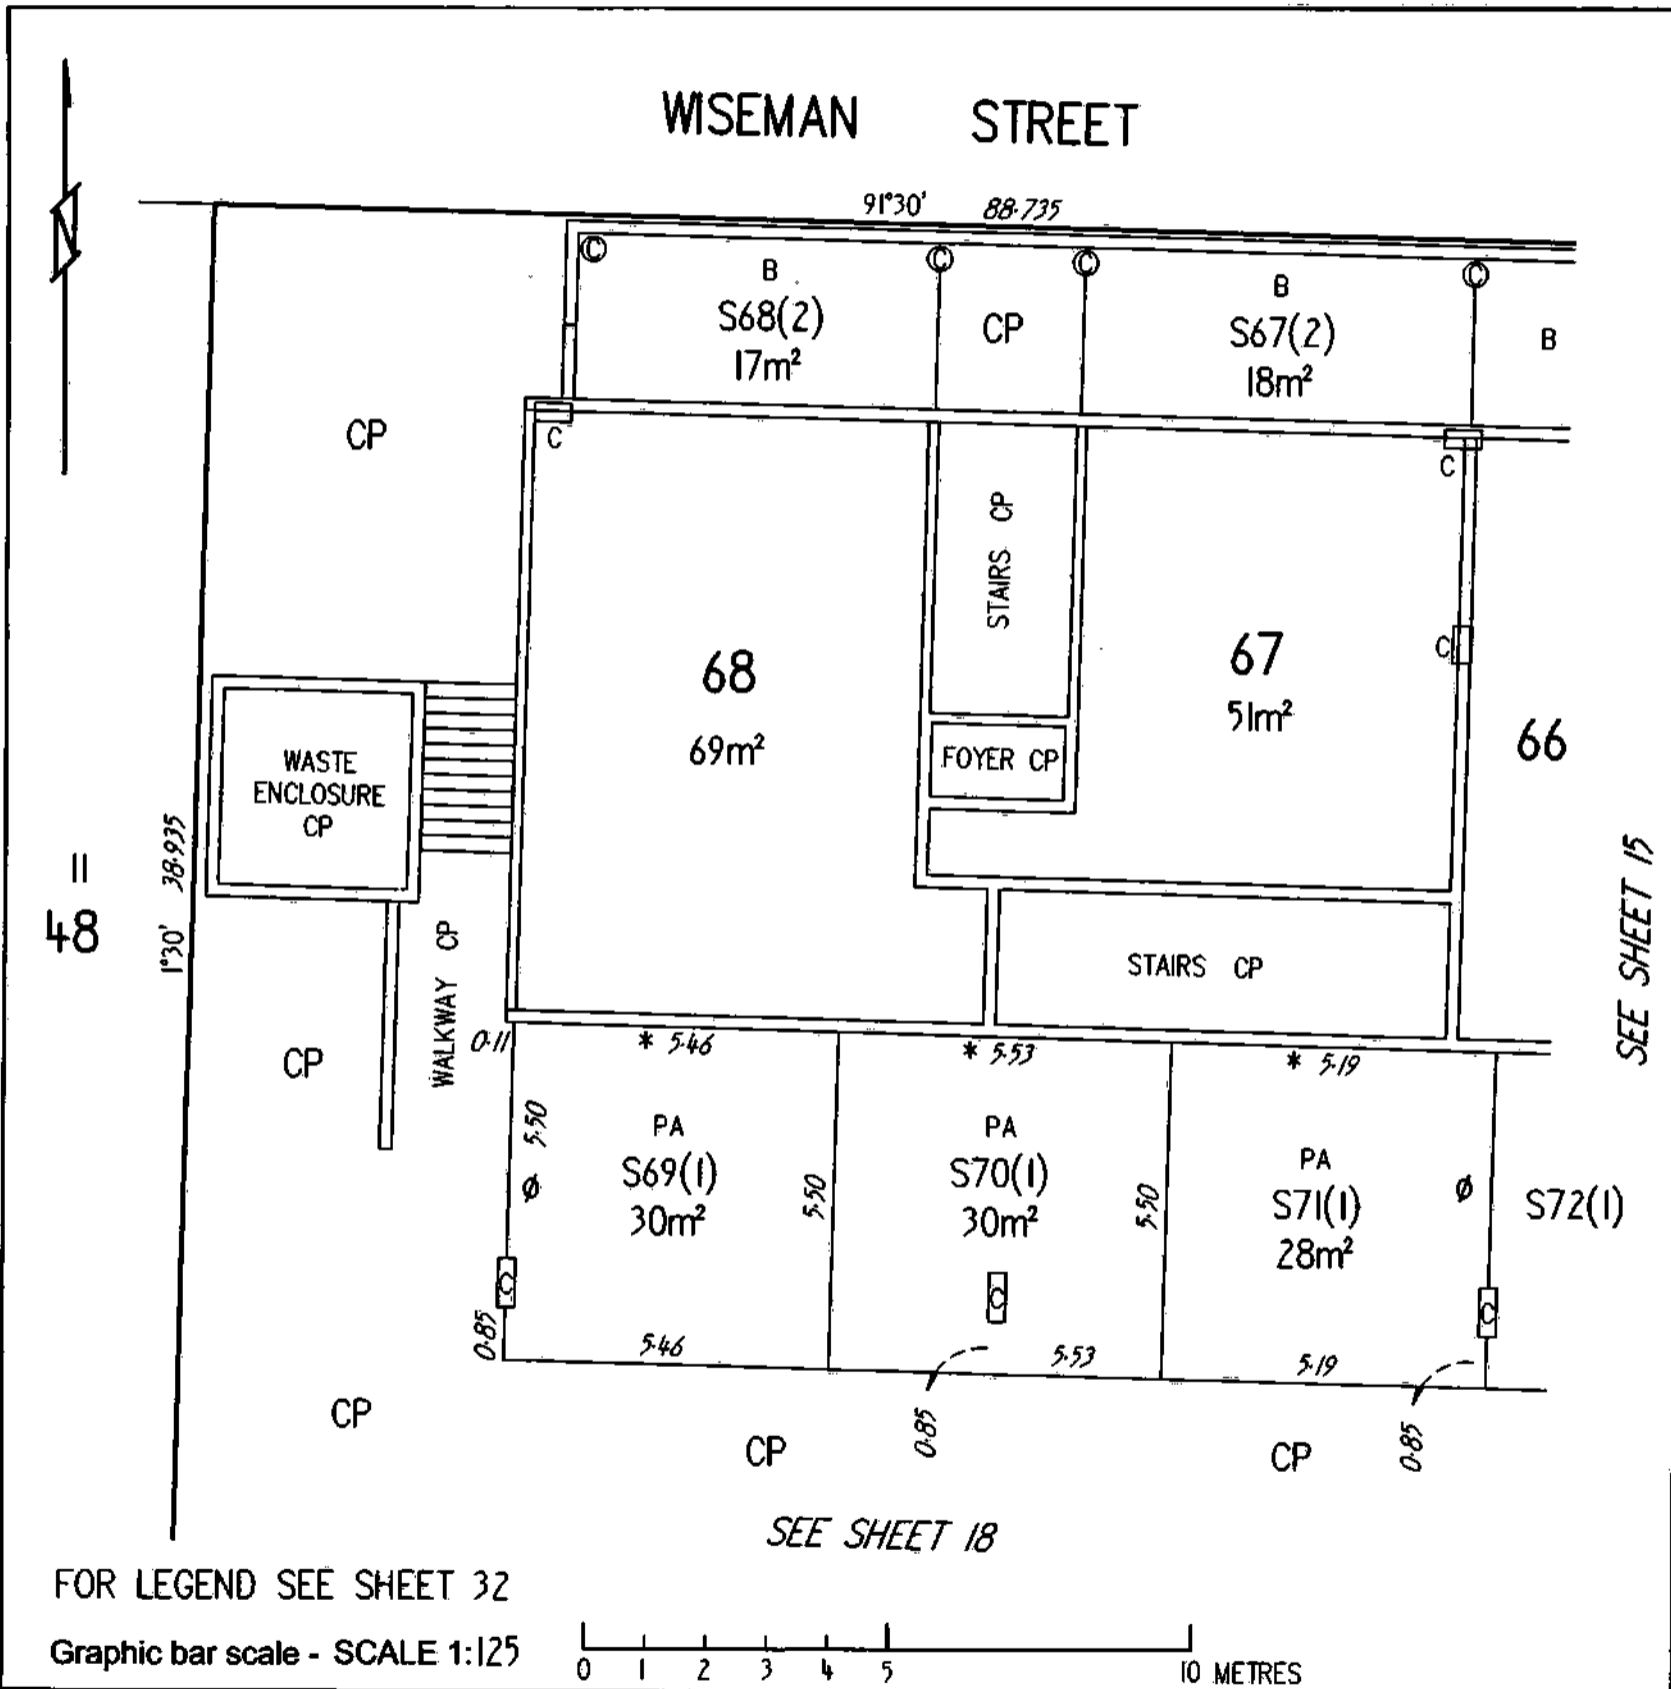 WISEMAN STREET
91°30' 88·735
C
C
C
C
B
S68(2)
17m²
CP
B
S67(2)
18m²
B
CP
C
C
STAIRS CP
68
69m²
67
51m²
C
66
FOYER CP
WASTE
ENCLOSURE
CP
11
48
1°30' 38·935
WALKWAY CP
STAIRS CP
SEE SHEET 15
CP
0·11
* 5·46
* 5·53
* 5·19
5·50
PA
S69(1)
30m²
5·50
PA
S70(1)
30m²
5·50
PA
S71(1)
28m²
ø
ø
S72(1)
C
C
C
0·85
5·46
5·53
5·19
0·85
0·85
CP
CP
CP
SEE SHEET 18
FOR LEGEND SEE SHEET 32
Graphic bar scale - SCALE 1:125
0 1 2 3 4 5 10 METRES